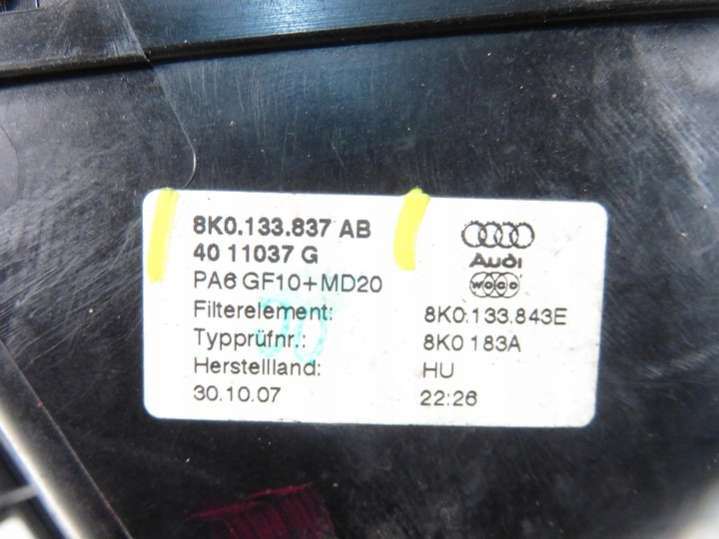 8K0.133.837 AB
40 11037 G
PA6 GF10+MD20
Audi
WOCO
Filterelement: 8K0.133.843E
Typprüfnr.: 8K0 183A
Herstellland: HU
30.10.07 22:26